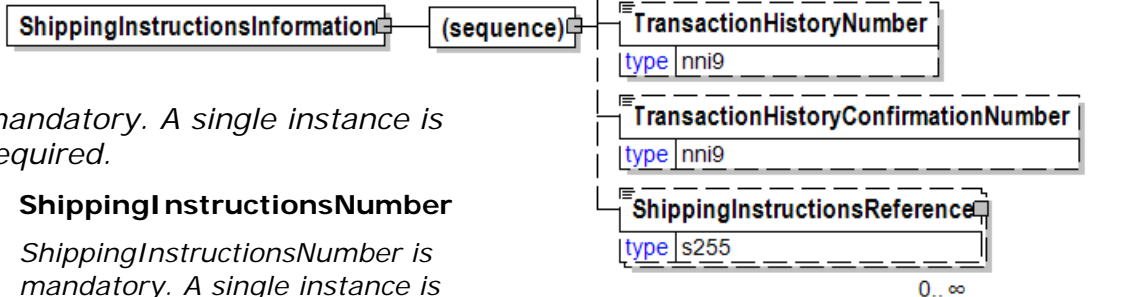 ShippingInstructionsInformation
(sequence)
TransactionHistoryNumber
type nni9
TransactionHistoryConfirmationNumber
type nni9
ShippingInstructionsReference
type s255
0..∞
mandatory. A single instance is
required.
ShippingInstructionsNumber
ShippingInstructionsNumber is
mandatory. A single instance is